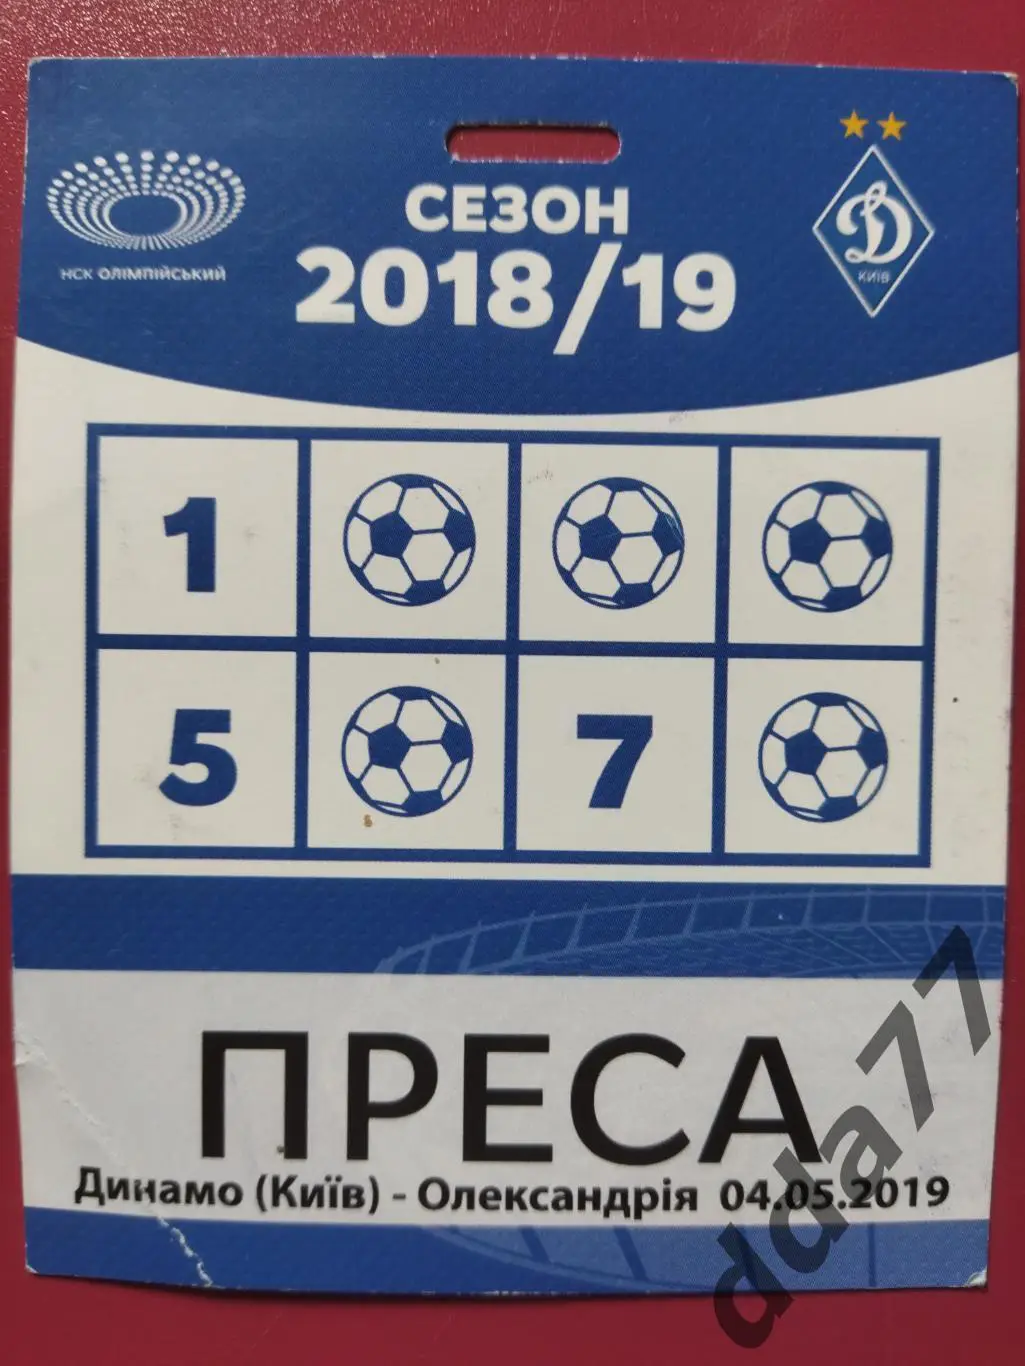 СЕЗОН
2018/19
НСК ОЛІМПІЙСЬКИЙ
Д
КИЇВ
1
5 7
ПРЕСА
Динамо (Київ) - Олександрія 04.05.2019
dda77